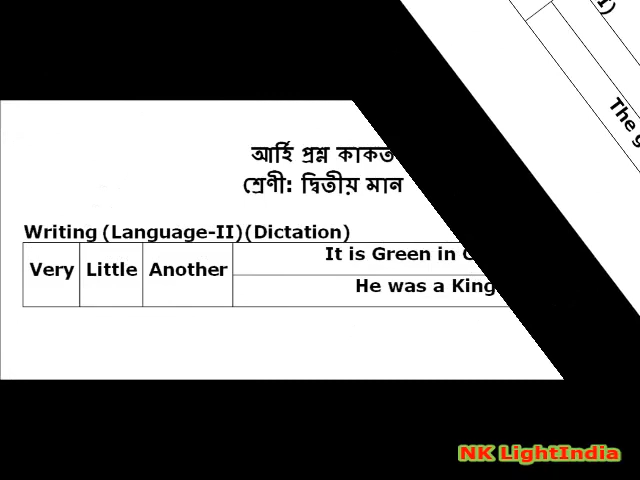 আৰ্হি প্ৰশ্ন কাকত
শ্ৰেণী: দ্বিতীয় মান
Writing (Language-II)(Dictation)
Very Little Another
It is Green in
He was a King
The
NK LightIndia